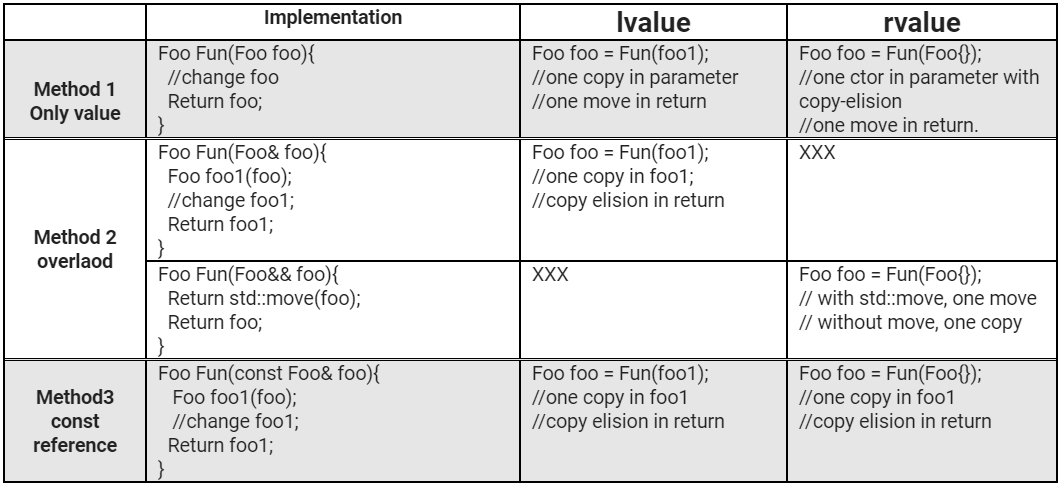 Implementation
lvalue
rvalue
Method 1
Only value
Foo Fun(Foo foo){
//change foo
Return foo;
}
Foo foo = Fun(foo1);
//one copy in parameter
//one move in return
Foo foo = Fun(Foo{});
//one ctor in parameter with
copy-elision
//one move in return.
Method 2
overlaod
Foo Fun(Foo& foo){
Foo foo1(foo);
//change foo1;
Return foo1;
}
Foo foo = Fun(foo1);
//one copy in foo1;
//copy elision in return
XXX
Foo Fun(Foo&& foo){
Return std::move(foo);
Return foo;
}
XXX
Foo foo = Fun(Foo{});
// with std::move, one move
// without move, one copy
Method3
const
reference
Foo Fun(const Foo& foo){
Foo foo1(foo);
//change foo1;
Return foo1;
}
Foo foo = Fun(foo1);
//one copy in foo1
//copy elision in return
Foo foo = Fun(Foo{});
//one copy in foo1
//copy elision in return